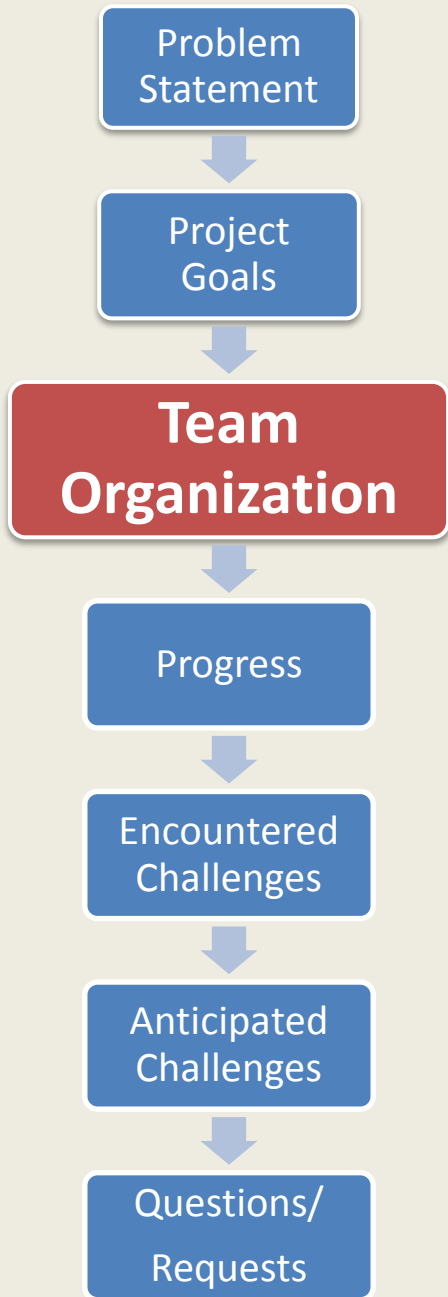 Problem
Statement
Project
Goals
Team
Organization
Progress
Encountered
Challenges
Anticipated
Challenges
Questions/
Requests